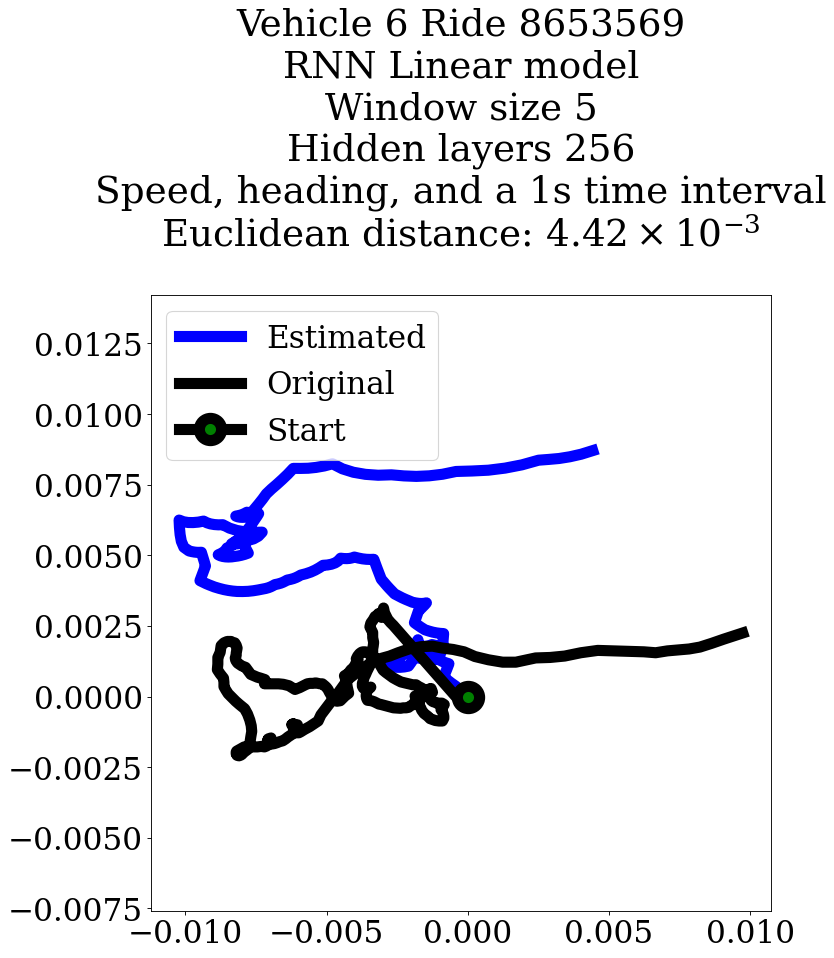 Vehicle 6 Ride 8653569
RNN Linear model
Window size 5
Hidden layers 256
Speed, heading, and a 1s time interval
Euclidean distance: 4.42 × 10⁻³
Estimated
Original
Start
0.0125
0.0100
0.0075
0.0050
0.0025
0.0000
−0.0025
−0.0050
−0.0075
−0.010 −0.005 0.000 0.005 0.010